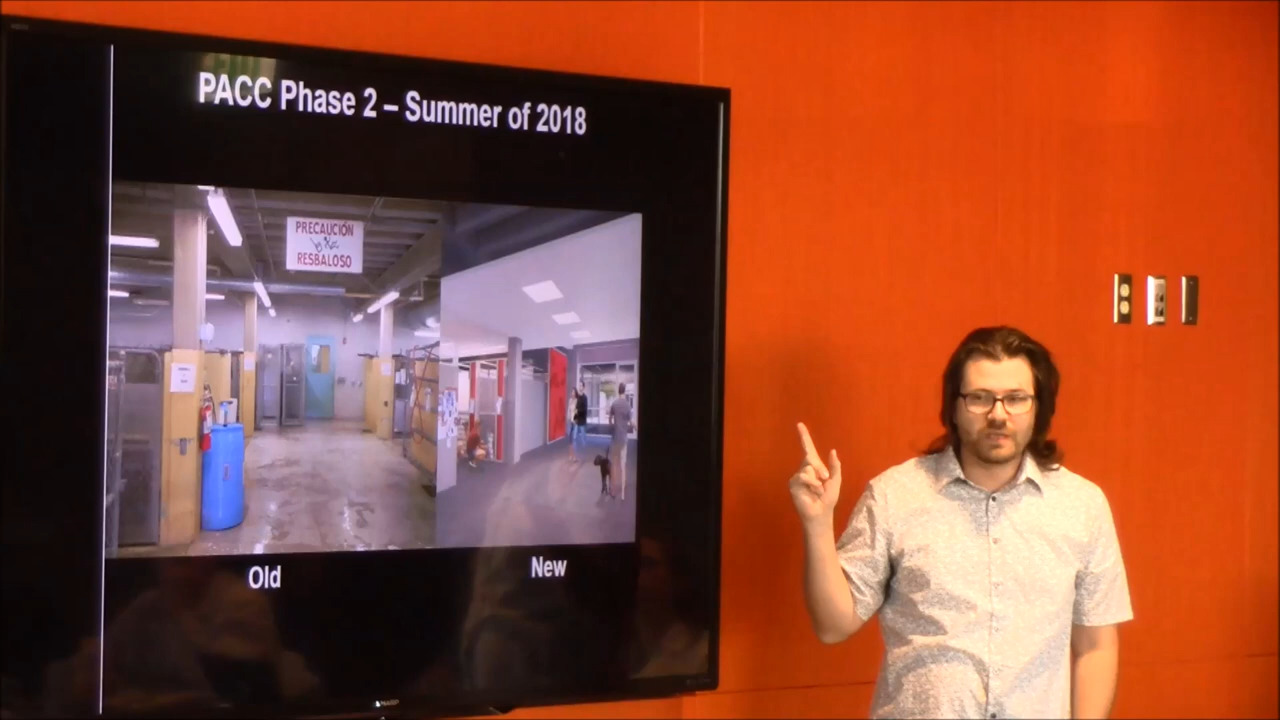 PACC Phase 2 – Summer of 2018
PRECAUCIÓN
RESBALOSO
Old
New